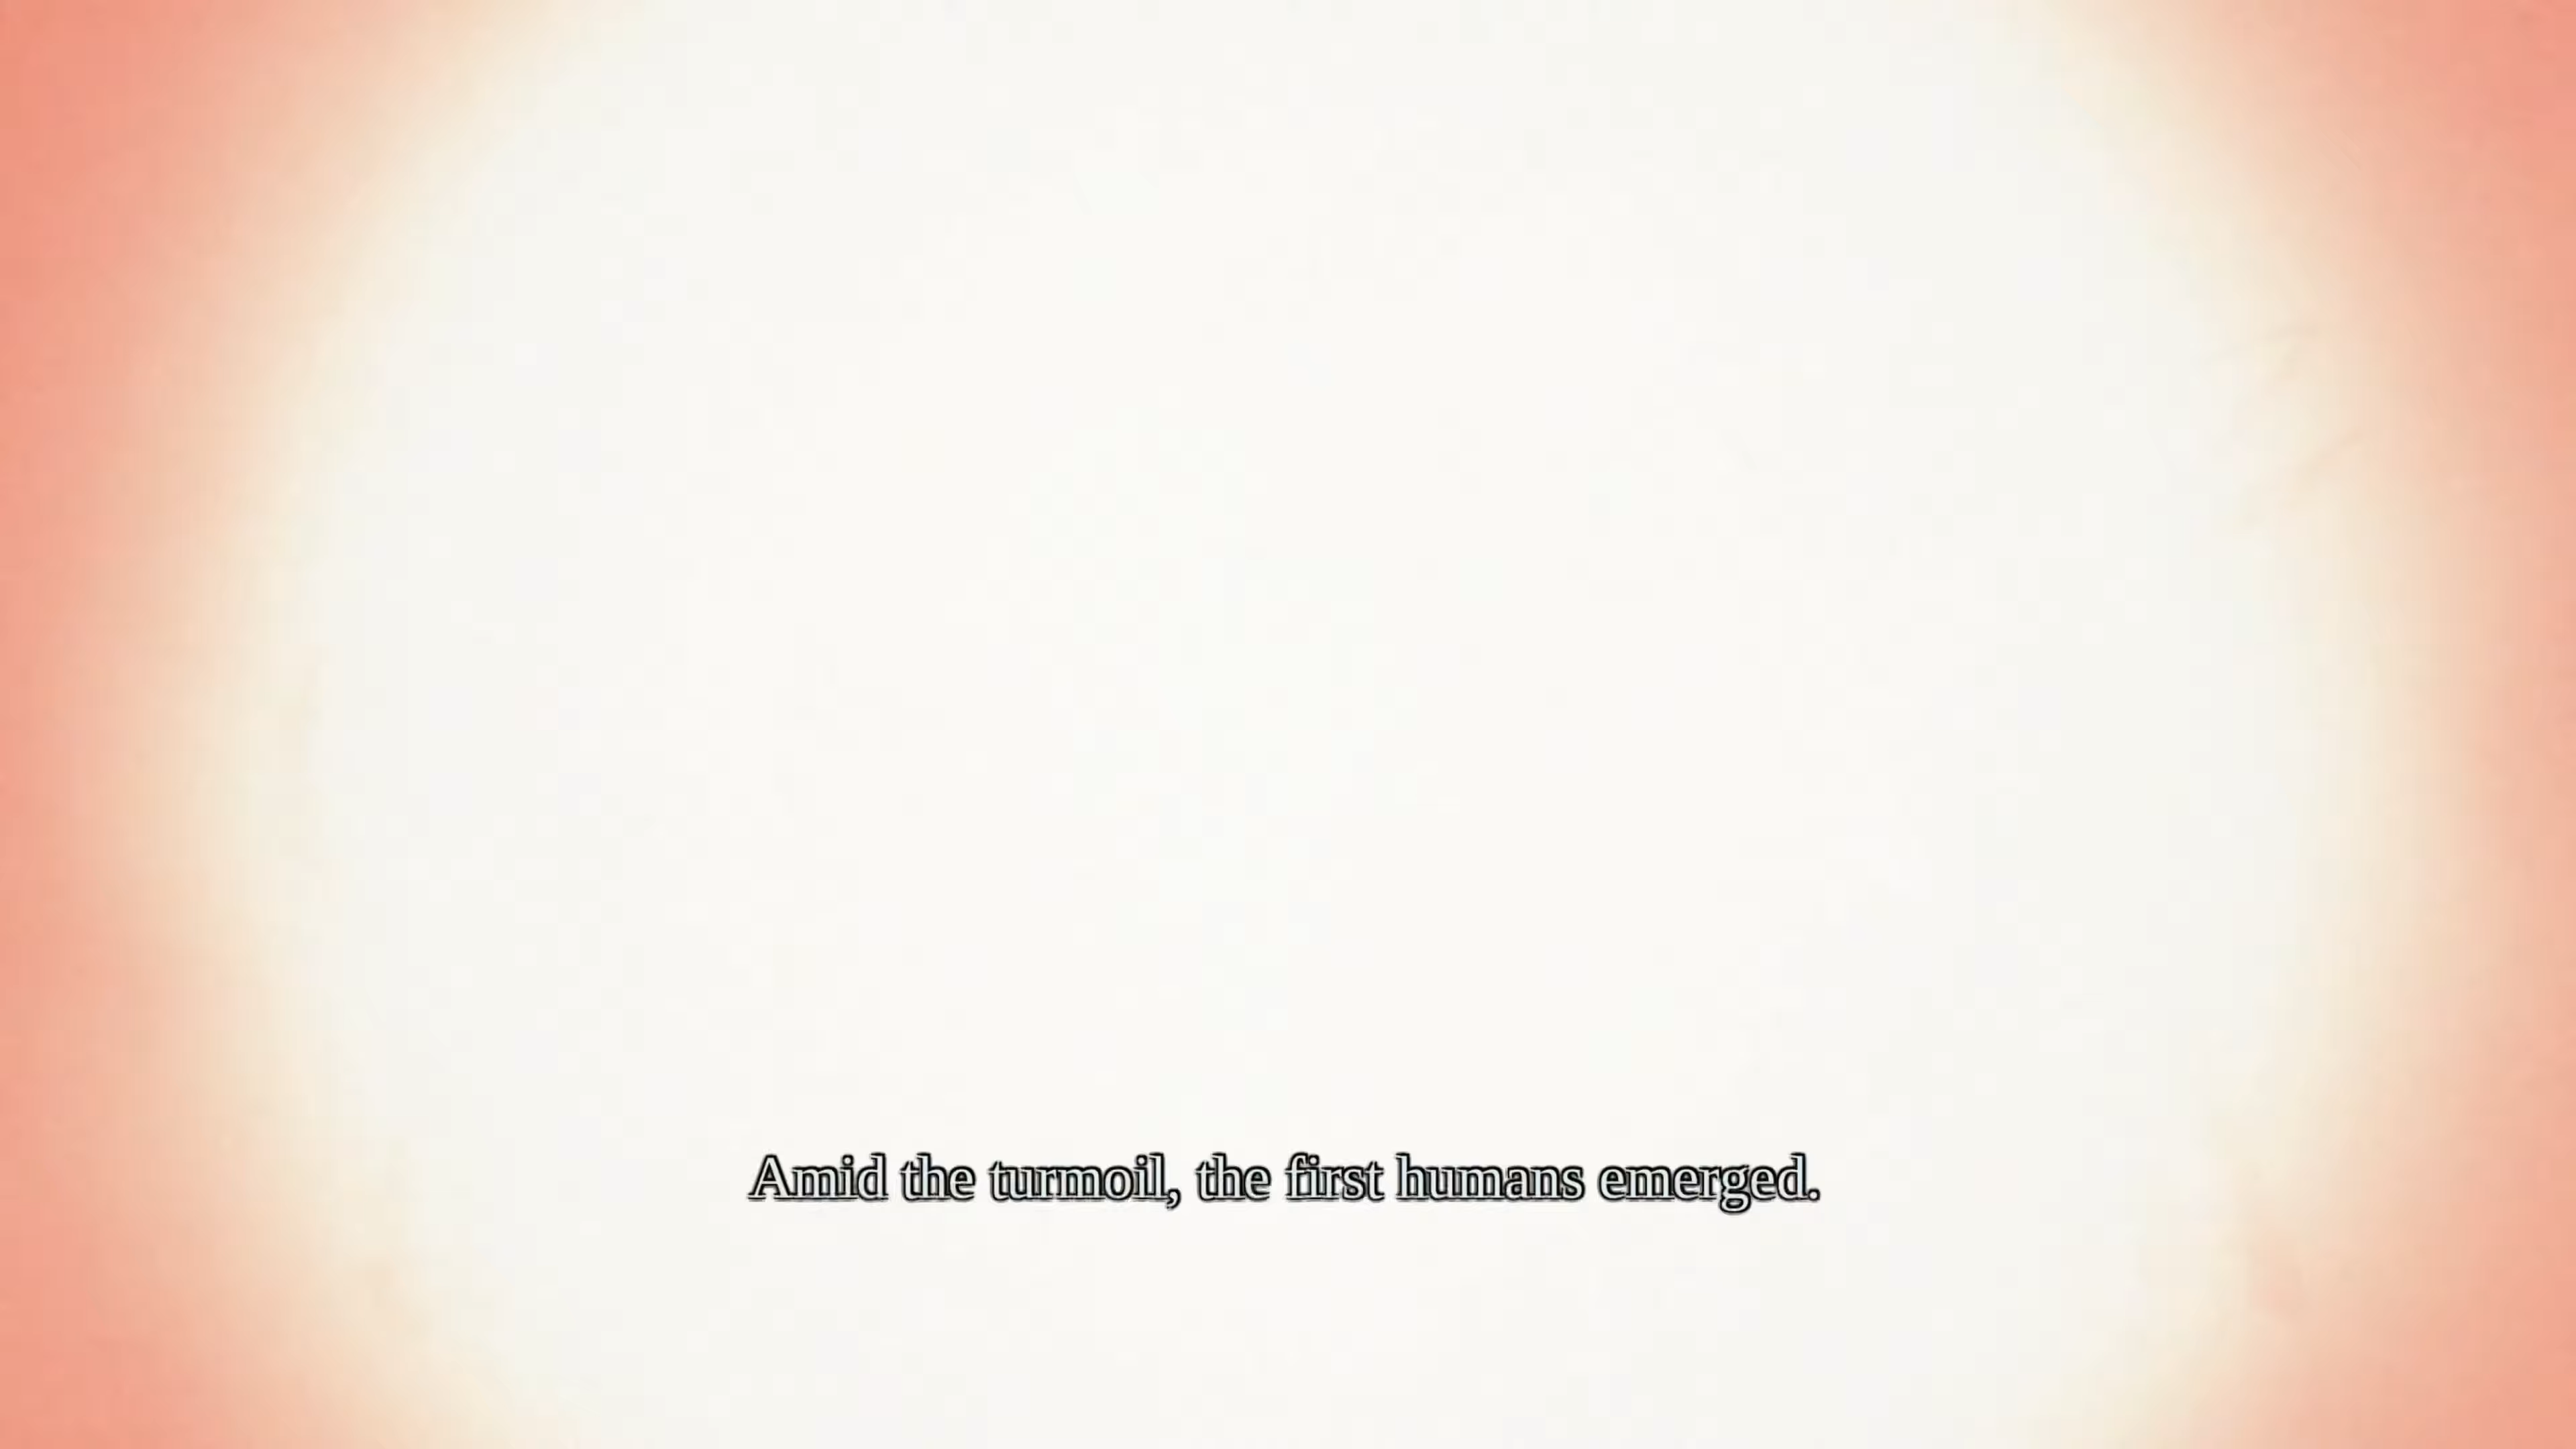 Amid the turmoil, the first humans emerged.